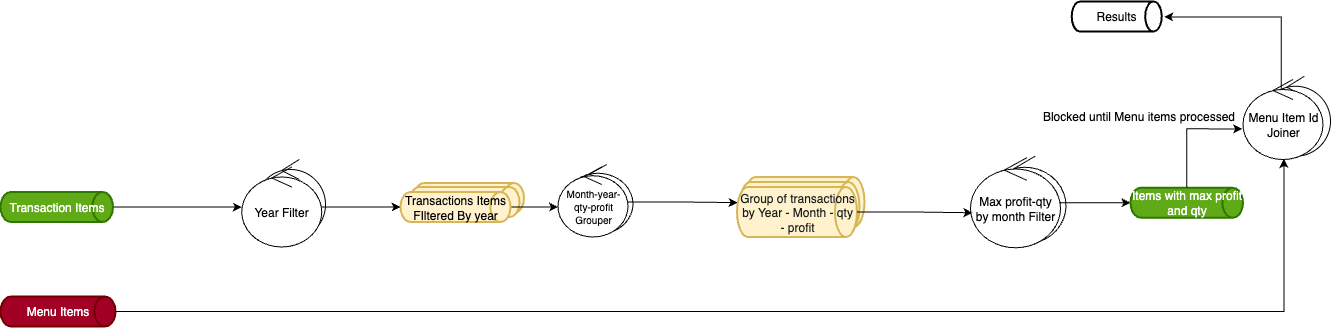 Results
Blocked until Menu items processed
Menu Item Id
Joiner
Transaction Items
Year Filter
Transactions Items
FIltered By year
Month-year-
qty-profit
Grouper
Group of transactions
by Year - Month - qty
- profit
Max profit-qty
by month Filter
Items with max profit
and qty
Menu Items